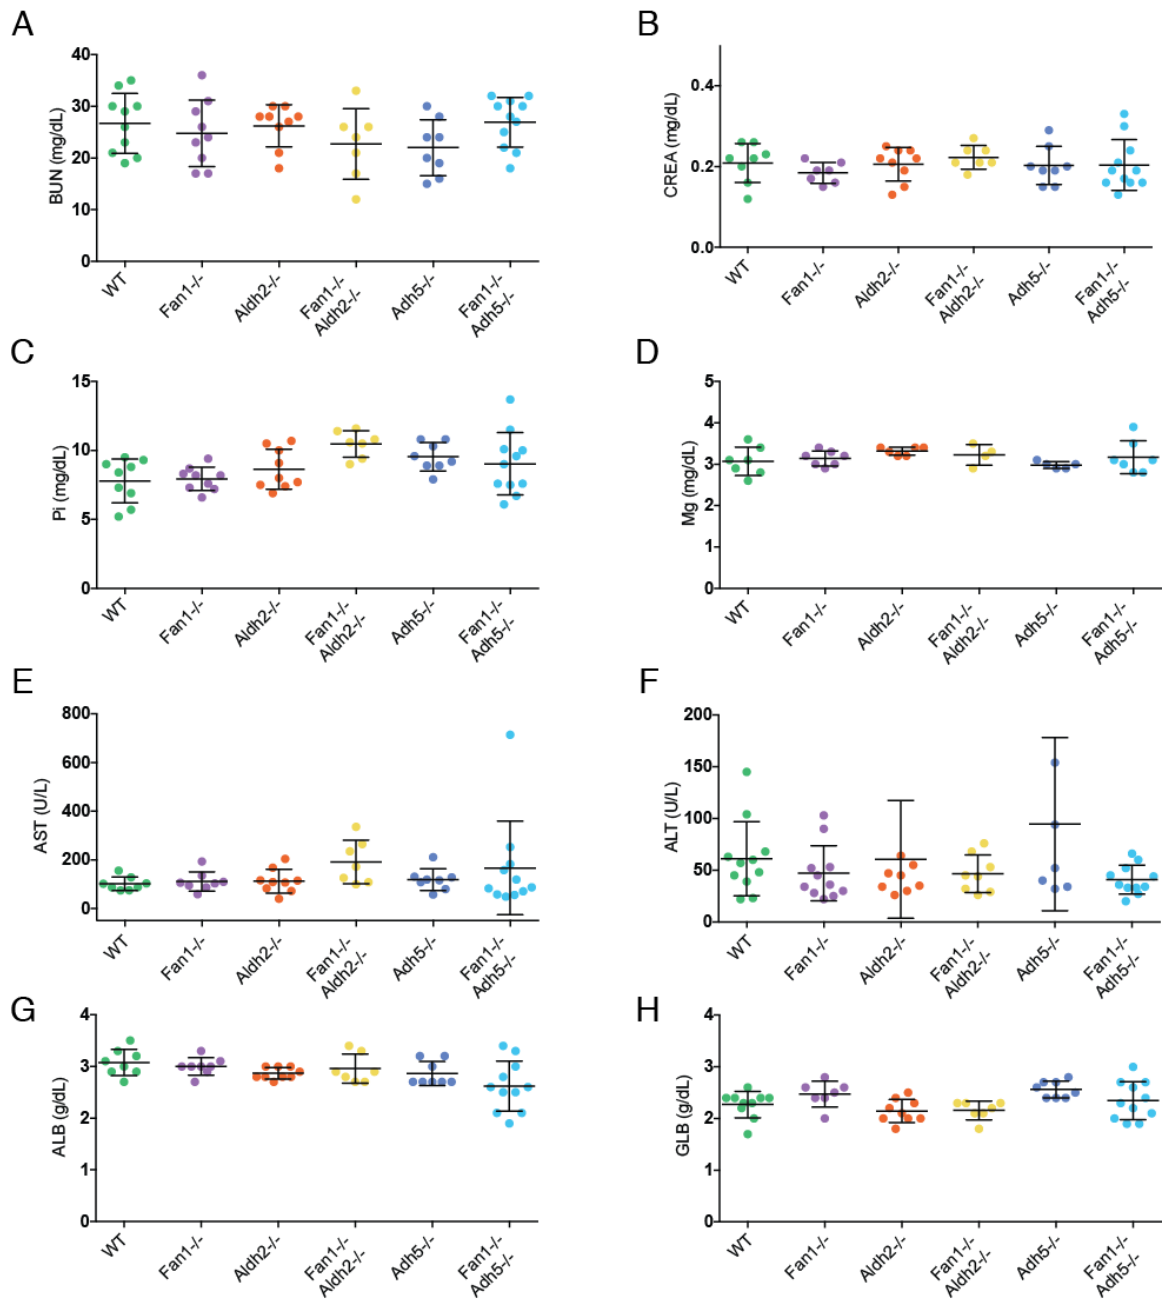 A
BUN (mg/dL)
40
30
20
10
0
WT
Fan1-/-
Aldh2-/-
Fan1-/-
Aldh2-/-
Adh5-/-
Fan1-/-
Adh5-/-
B
CREA (mg/dL)
0.4
0.2
0.0
WT
Fan1-/-
Aldh2-/-
Fan1-/-
Aldh2-/-
Adh5-/-
Fan1-/-
Adh5-/-
C
Pi (mg/dL)
15
10
5
0
WT
Fan1-/-
Aldh2-/-
Fan1-/-
Aldh2-/-
Adh5-/-
Fan1-/-
Adh5-/-
D
Mg (mg/dL)
5
4
3
2
1
0
WT
Fan1-/-
Aldh2-/-
Fan1-/-
Aldh2-/-
Adh5-/-
Fan1-/-
Adh5-/-
E
AST (U/L)
800
600
400
200
0
WT
Fan1-/-
Aldh2-/-
Fan1-/-
Aldh2-/-
Adh5-/-
Fan1-/-
Adh5-/-
F
ALT (U/L)
200
150
100
50
0
WT
Fan1-/-
Aldh2-/-
Fan1-/-
Aldh2-/-
Adh5-/-
Fan1-/-
Adh5-/-
G
ALB (g/dL)
4
3
2
1
0
WT
Fan1-/-
Aldh2-/-
Fan1-/-
Aldh2-/-
Adh5-/-
Fan1-/-
Adh5-/-
H
GLB (g/dL)
4
3
2
1
0
WT
Fan1-/-
Aldh2-/-
Fan1-/-
Aldh2-/-
Adh5-/-
Fan1-/-
Adh5-/-